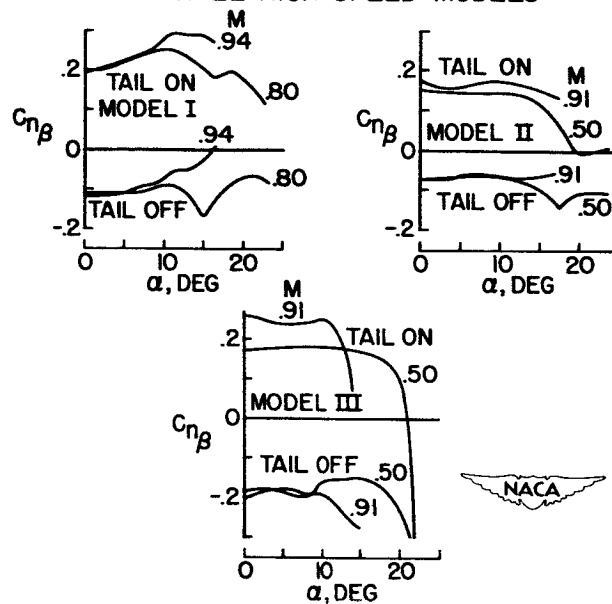 M
.94
.2
TAIL ON
MODEL I
.80
Cnβ
.94
0
.80
TAIL OFF
-.2
0 10 20
α, DEG
.2
TAIL ON
M
.91
Cnβ
MODEL II
.50
0
.91
TAIL OFF
.50
-.2
0 10 20
α, DEG
M
.91
.2
TAIL ON
.50
MODEL III
Cnβ
0
TAIL OFF
.50
-.2
.91
0 10 20
α, DEG
NACA